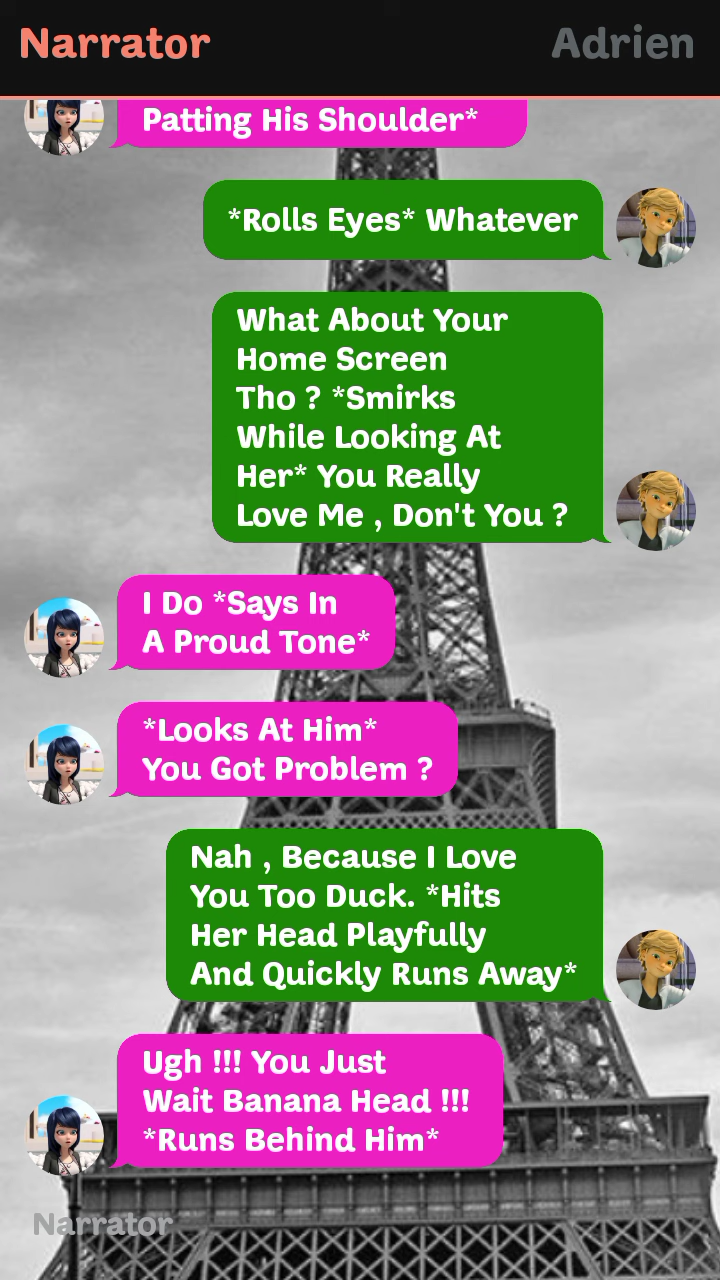 Narrator
Adrien
Patting His Shoulder*
*Rolls Eyes* Whatever
What About Your
Home Screen
Tho ? *Smirks
While Looking At
Her* You Really
Love Me , Don't You ?
I Do *Says In
A Proud Tone*
*Looks At Him*
You Got Problem ?
Nah , Because I Love
You Too Duck. *Hits
Her Head Playfully
And Quickly Runs Away*
Ugh !!! You Just
Wait Banana Head !!!
*Runs Behind Him*
Narrator